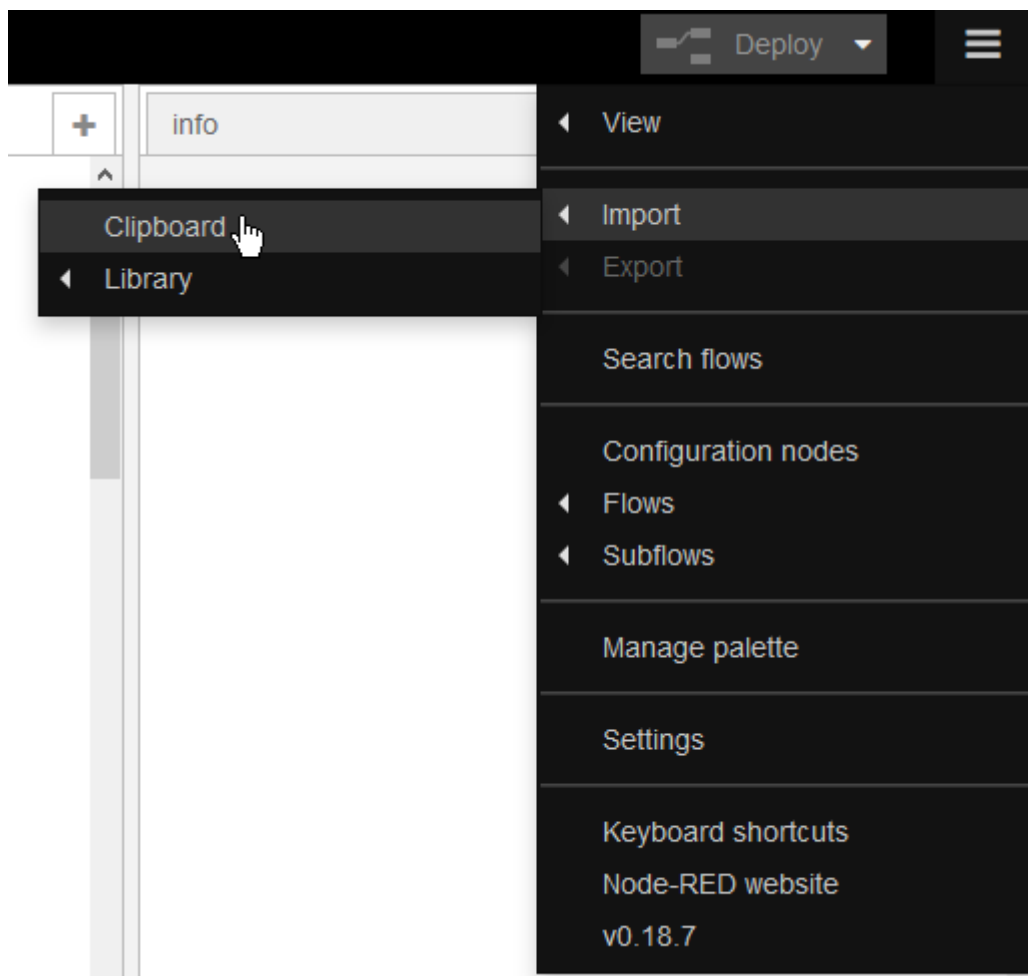 Deploy
info
View
Clipboard
Import
Library
Export
Search flows
Configuration nodes
Flows
Subflows
Manage palette
Settings
Keyboard shortcuts
Node-RED website
v0.18.7